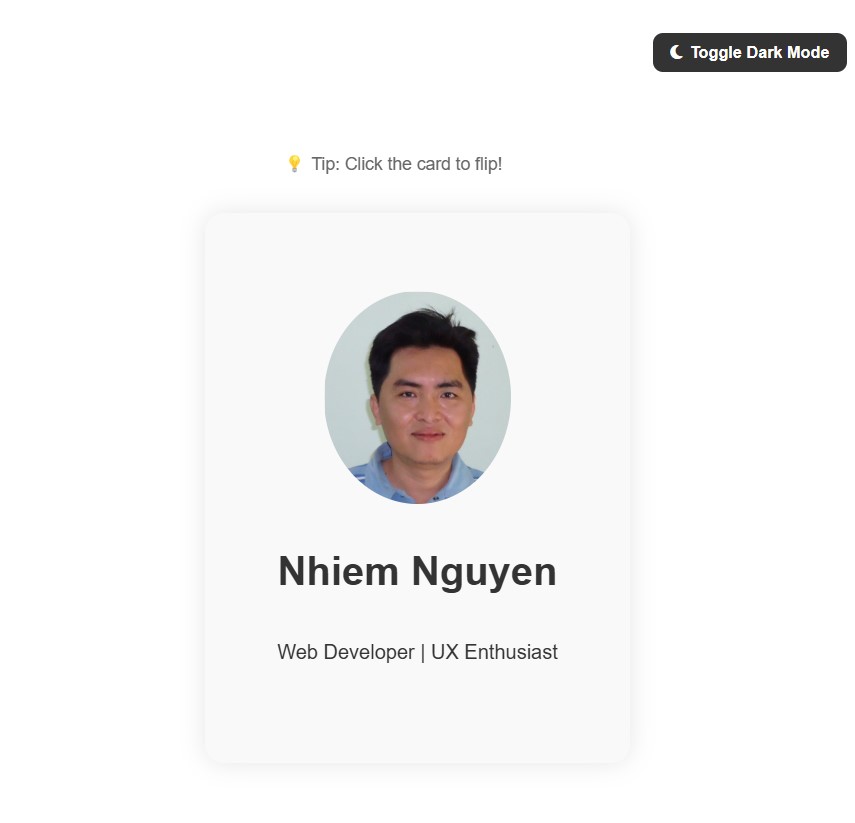 Toggle Dark Mode
Tip: Click the card to flip!
Nhiem Nguyen
Web Developer | UX Enthusiast